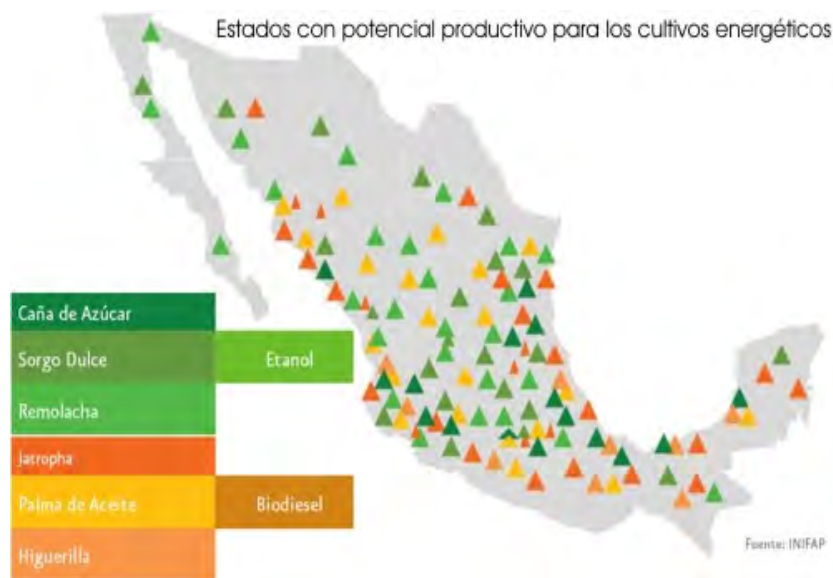 Estados con potencial productivo para los cultivos energéticos
Caña de Azúcar
Sorgo Dulce
Etanol
Remolacha
Jatropha
Palma de Aceite
Biodiesel
Higuerilla
Fuente: INIFAP